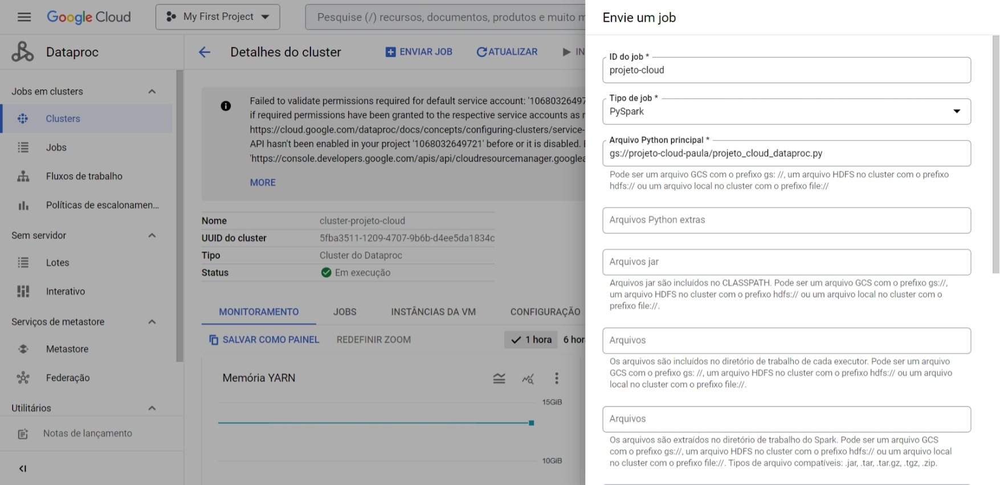 Google Cloud
My First Project
Pesquise (/) recursos, documentos, produtos e muito m
Dataproc
Jobs em clusters
Clusters
Jobs
Fluxos de trabalho
Políticas de escalonamen...
Sem servidor
Lotes
Interativo
Serviços de metastore
Metastore
Federação
Utilitários
Notas de lançamento
Detalhes do cluster
ENVIAR JOB
ATUALIZAR
IN
Failed to validate permissions required for default service account: '10680326497
if required permissions have been granted to the respective service accounts as r
https://cloud.google.com/dataproc/docs/concepts/configuring-clusters/service-
API hasn't been enabled in your project '1068032649721' before or it is disabled. E
'https://console.developers.google.com/apis/api/cloudresourcemanager.googlea
MORE
Nome cluster-projeto-cloud
UUID do cluster 5fba3511-1209-4707-9b6b-d4ee5da1834c
Tipo Cluster do Dataproc
Status Em execução
MONITORAMENTO JOBS INSTÂNCIAS DA VM CONFIGURAÇÃO
SALVAR COMO PAINEL REDEFINIR ZOOM 1 hora 6 hor
Memória YARN
15GiB
10GiB
Envie um job
ID do job *
projeto-cloud
Tipo de job *
PySpark
Arquivo Python principal *
gs://projeto-cloud-paula/projeto_cloud_dataproc.py
Pode ser um arquivo GCS com o prefixo gs: //, um arquivo HDFS no cluster com o prefixo
hdfs:// ou um arquivo local no cluster com o prefixo file://
Arquivos Python extras
Arquivos jar
Arquivos jar são incluídos no CLASSPATH. Pode ser um arquivo GCS com o prefixo gs://,
um arquivo HDFS no cluster com o prefixo hdfs:// ou um arquivo local no cluster com o
prefixo file://.
Arquivos
Os arquivos são incluídos no diretório de trabalho de cada executor. Pode ser um arquivo
GCS com o prefixo gs: //, um arquivo HDFS no cluster com o prefixo hdfs:// ou um arquivo
local no cluster com o prefixo file://.
Arquivos
Os arquivos são extraídos no diretório de trabalho do Spark. Pode ser um arquivo GCS
com o prefixo gs://, um arquivo HDFS no cluster com o prefixo hdfs:// ou um arquivo local
no cluster com o prefixo file://. Tipos de arquivo compatíveis: .jar, .tar, .tar.gz, .tgz, .zip.